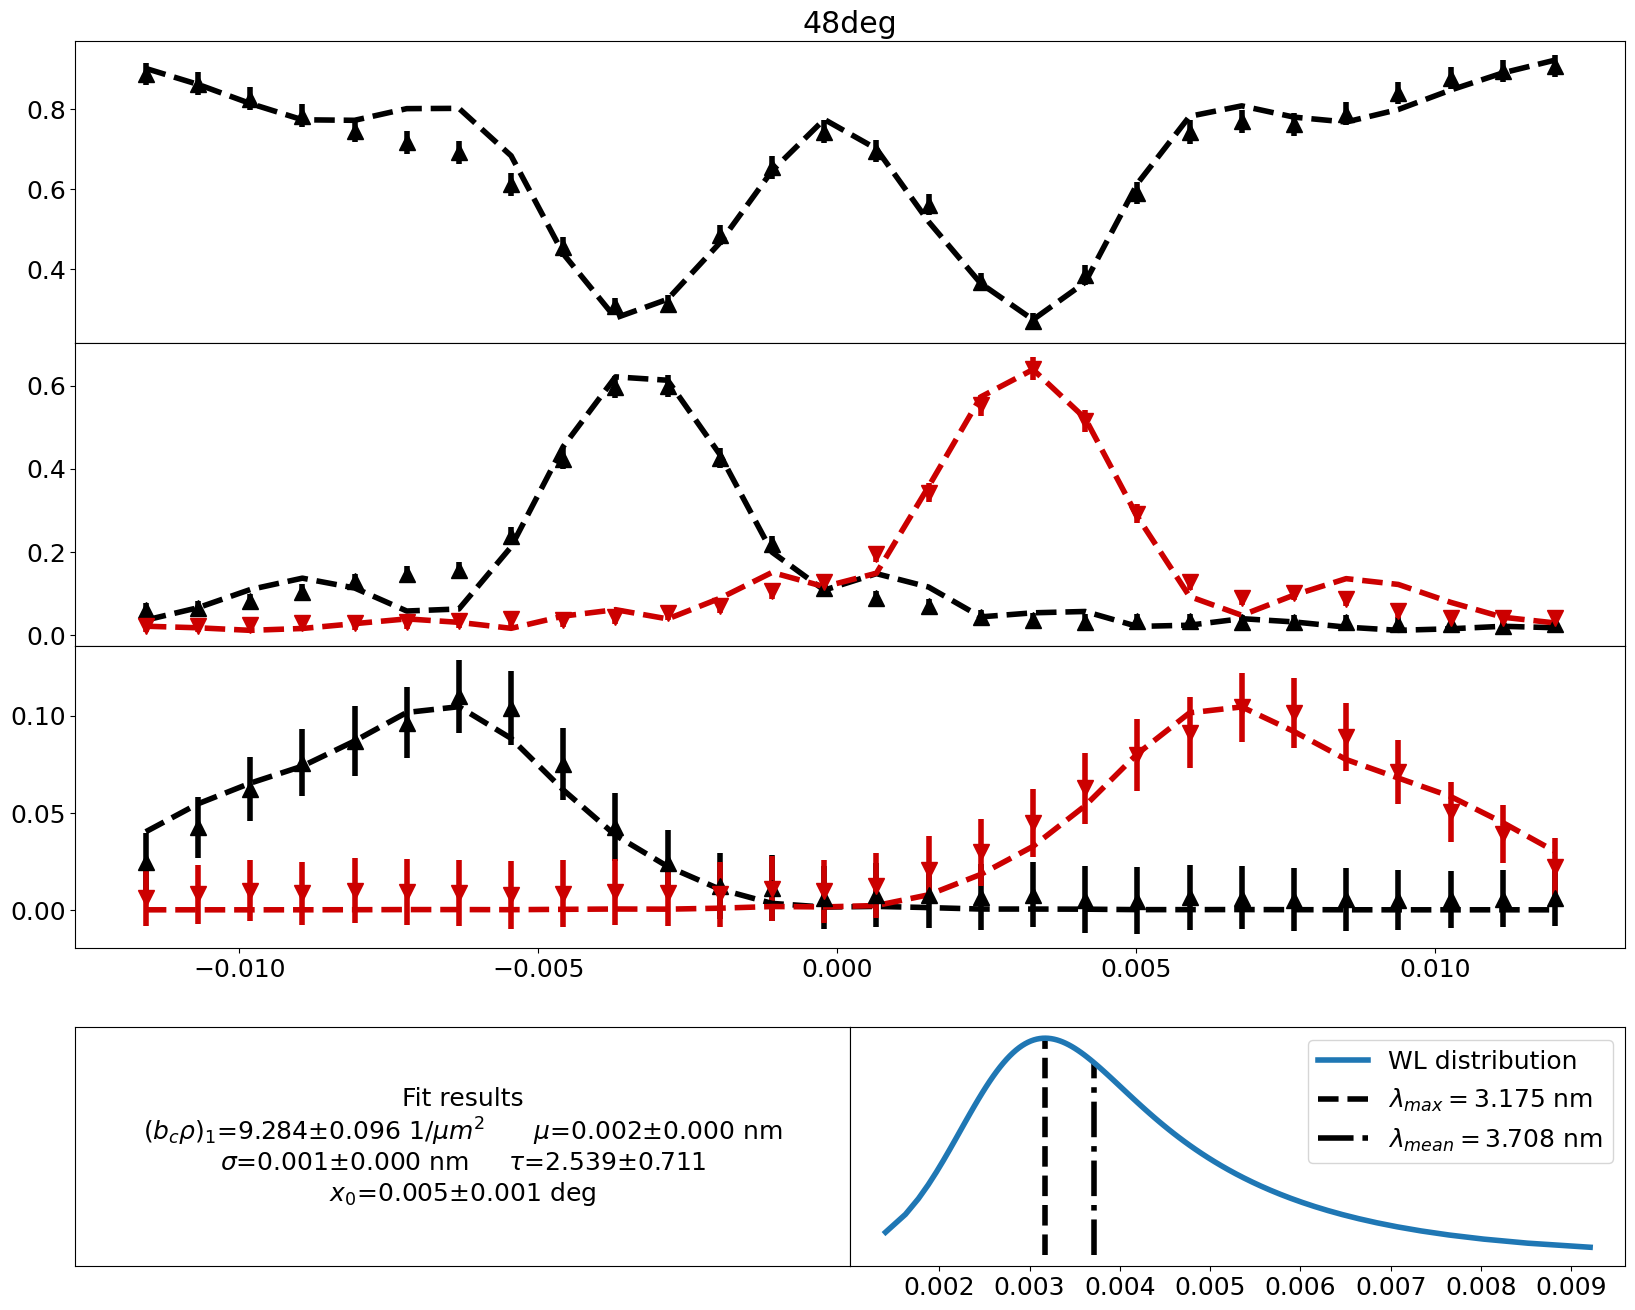 48deg
0.8
0.6
0.4
0.6
0.4
0.2
0.0
0.10
0.05
0.00
−0.010 −0.005 0.000 0.005 0.010
Fit results
(b_cρ)_1=9.284±0.096 1/μm^2 μ=0.002±0.000 nm
σ=0.001±0.000 nm τ=2.539±0.711
x_0=0.005±0.001 deg
WL distribution
λ_max = 3.175 nm
λ_mean = 3.708 nm
0.002 0.003 0.004 0.005 0.006 0.007 0.008 0.009